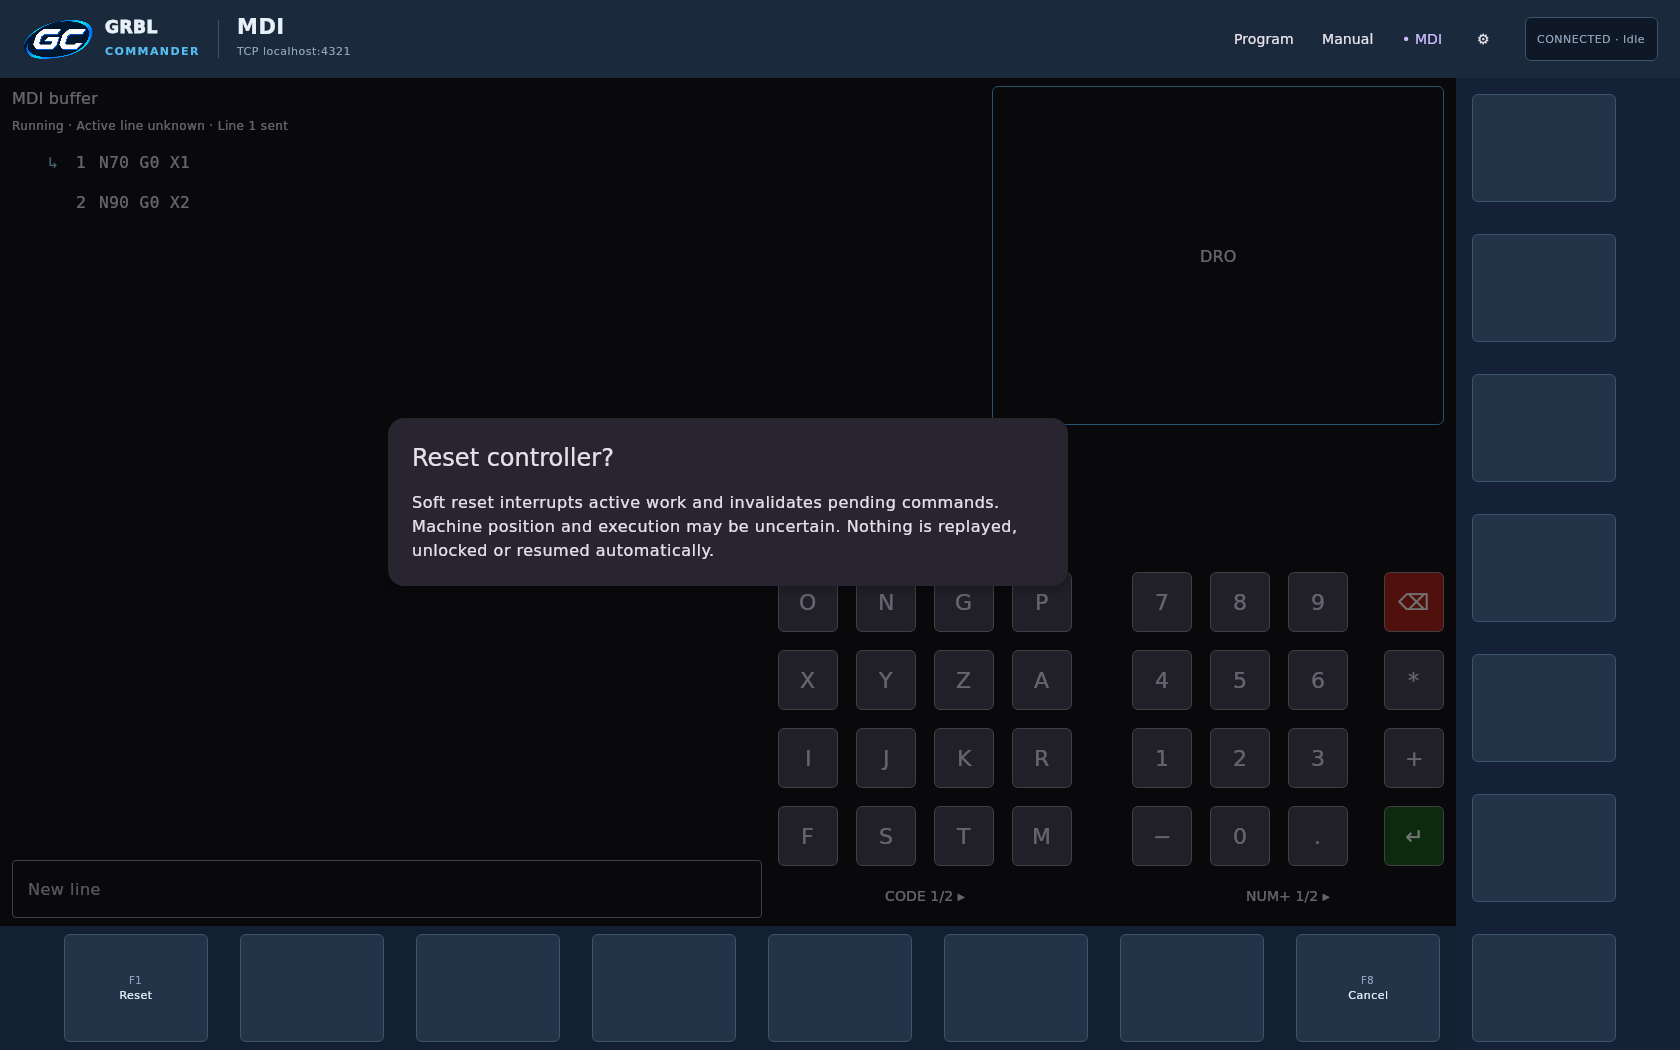 GC
GRBL
COMMANDER
MDI
TCP localhost:4321
Program
Manual
• MDI
⚙
CONNECTED · Idle
MDI buffer
Running · Active line unknown · Line 1 sent
↳ 1 N70 G0 X1
2 N90 G0 X2
DRO
Reset controller?
Soft reset interrupts active work and invalidates pending commands.
Machine position and execution may be uncertain. Nothing is replayed,
unlocked or resumed automatically.
O N G P 7 8 9 ⌫
X Y Z A 4 5 6 *
I J K R 1 2 3 +
F S T M − 0 . ↵
New line
CODE 1/2 ▸
NUM+ 1/2 ▸
F1
Reset
F8
Cancel